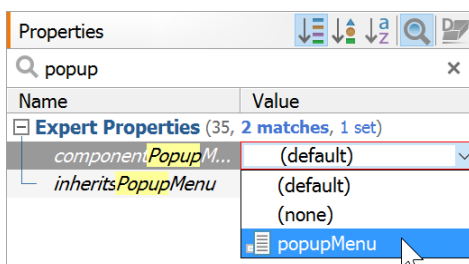 Properties
popup
Name Value
Expert Properties (35, 2 matches, 1 set)
componentPopupM... (default)
inheritsPopupMenu (default)
(none)
popupMenu